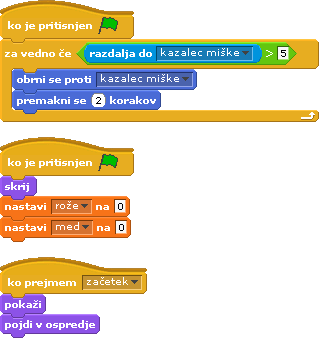 ko je pritisnjen
za vedno če razdalja do kazalec miške > 5
obrni se proti kazalec miške
premakni se 2 korakov
ko je pritisnjen
skrij
nastavi rože na 0
nastavi med na 0
ko prejmem začetek
pokaži
pojdi v ospredje